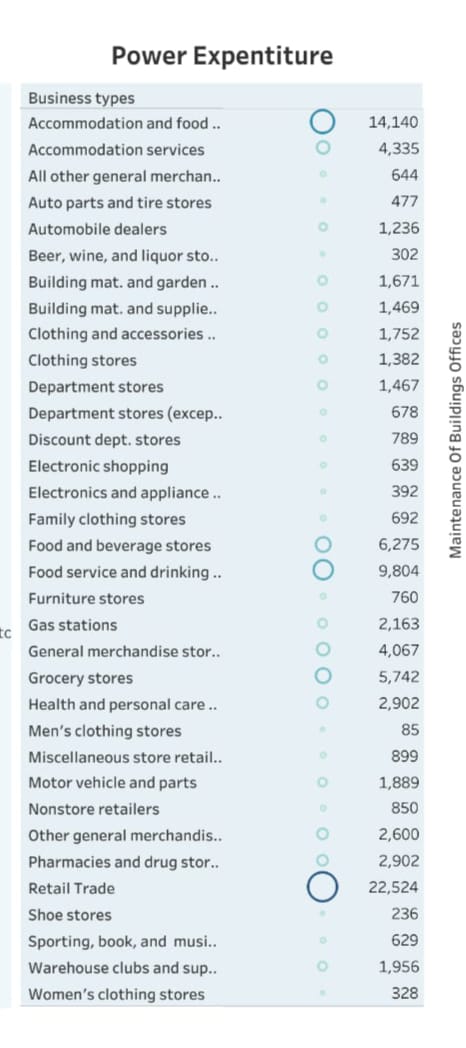 Power Expentiture
Business types
Accommodation and food .. 14,140
Accommodation services 4,335
All other general merchan.. 644
Auto parts and tire stores 477
Automobile dealers 1,236
Beer, wine, and liquor sto.. 302
Building mat. and garden .. 1,671
Building mat. and supplie.. 1,469
Clothing and accessories .. 1,752
Clothing stores 1,382
Department stores 1,467
Department stores (excep.. 678
Discount dept. stores 789
Electronic shopping 639
Electronics and appliance .. 392
Family clothing stores 692
Food and beverage stores 6,275
Food service and drinking .. 9,804
Furniture stores 760
Gas stations 2,163
General merchandise stor.. 4,067
Grocery stores 5,742
Health and personal care .. 2,902
Men's clothing stores 85
Miscellaneous store retail.. 899
Motor vehicle and parts 1,889
Nonstore retailers 850
Other general merchandis.. 2,600
Pharmacies and drug stor.. 2,902
Retail Trade 22,524
Shoe stores 236
Sporting, book, and musi.. 629
Warehouse clubs and sup.. 1,956
Women's clothing stores 328
Maintenance Of Buildings Offices